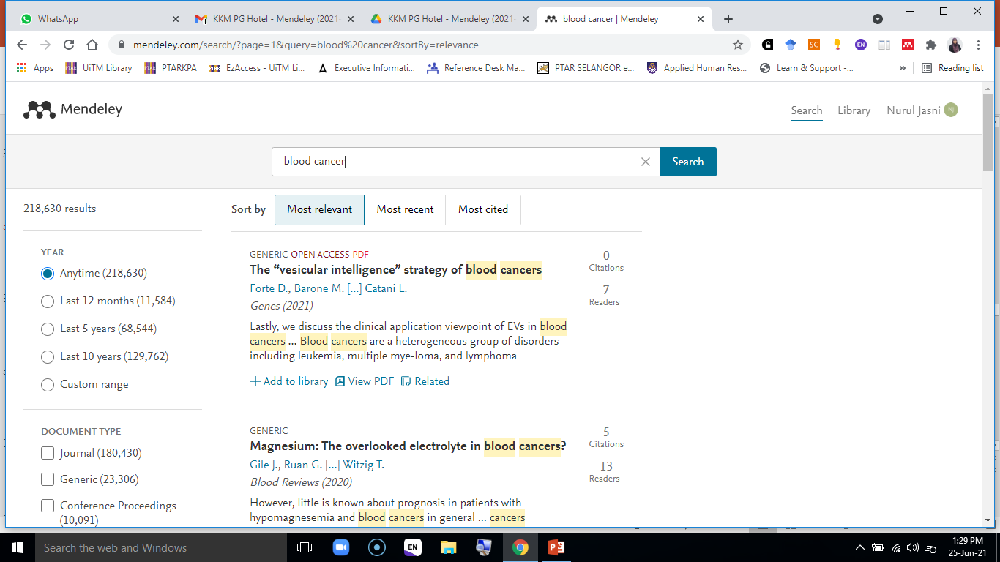 WhatsApp
KKM PG Hotel - Mendeley (2021-
KKM PG Hotel - Mendeley (2021-
blood cancer | Mendeley
mendeley.com/search/?page=1&query=blood%20cancer&sortBy=relevance
SC
EN
Apps
UiTM Library
PTARKPA
EzAccess - UiTM Li...
Executive Informati...
Reference Desk Ma...
PTAR SELANGOR e...
Applied Human Res...
Learn & Support -...
»
Reading list
Mendeley
Search
Library
Nurul Jasni
NJ
blood cancer
Search
218,630 results
Sort by
Most relevant
Most recent
Most cited
YEAR
Anytime (218,630)
Last 12 months (11,584)
Last 5 years (68,544)
Last 10 years (129,762)
Custom range
DOCUMENT TYPE
Journal (180,430)
Generic (23,306)
Conference Proceedings
(10,091)
GENERIC OPEN ACCESS PDF
The “vesicular intelligence” strategy of blood cancers
Forte D., Barone M. [...] Catani L.
Genes (2021)
Lastly, we discuss the clinical application viewpoint of EVs in blood
cancers ... Blood cancers are a heterogeneous group of disorders
including leukemia, multiple mye-loma, and lymphoma
Add to library
View PDF
Related
0
Citations
7
Readers
GENERIC
Magnesium: The overlooked electrolyte in blood cancers?
Gile J., Ruan G. [...] Witzig T.
Blood Reviews (2020)
However, little is known about prognosis in patients with
hypomagnesemia and blood cancers in general ... cancers
5
Citations
13
Readers
Search the web and Windows
EN
1:29 PM
25-Jun-21